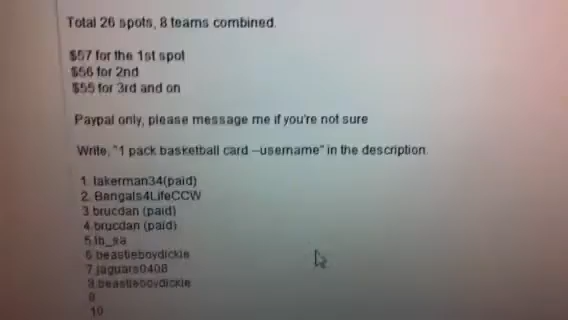 Total 26 spots, 8 teams combined.
$57 for the 1st spot
$56 for 2nd
$55 for 3rd and on
Paypal only, please message me if you're not sure
Write, "1 pack basketball card --username" in the description.
1. lakerman34(paid)
2. Bengals4LifeCCW
3.brucdan (paid)
4.brucdan (paid)
5.lb_sa
6.beastieboydickie
7.jaguars0408
8.beastieboydickie
9
10